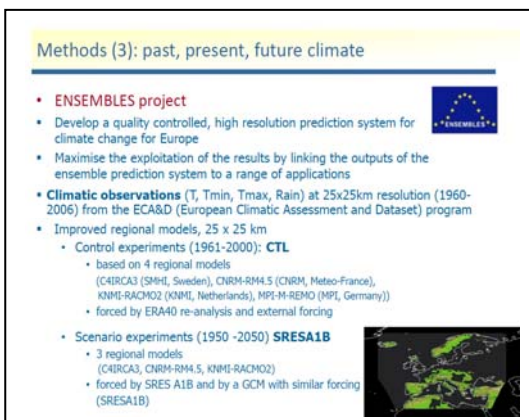 Methods (3): past, present, future climate
• ENSEMBLES project
• Develop a quality controlled, high resolution prediction system for
climate change for Europe
• Maximise the exploitation of the results by linking the outputs of the
ensemble prediction system to a range of applications
• Climatic observations (T, Tmin, Tmax, Rain) at 25x25km resolution (1960-
2006) from the ECA&D (European Climatic Assessment and Dataset) program
• Improved regional models, 25 x 25 km
• Control experiments (1961-2000): CTL
• based on 4 regional models
(C4IRCA3 (SMHI, Sweden), CNRM-RM4.5 (CNRM, Meteo-France),
KNMI-RACMO2 (KNMI, Netherlands), MPI-M-REMO (MPI, Germany))
• forced by ERA40 re-analysis and external forcing
• Scenario experiments (1950 -2050) SRESA1B
• 3 regional models
(C4IRCA3, CNRM-RM4.5, KNMI-RACMO2)
• forced by SRES A1B and by a GCM with similar forcing
(SRESA1B)
ENSEMBLES